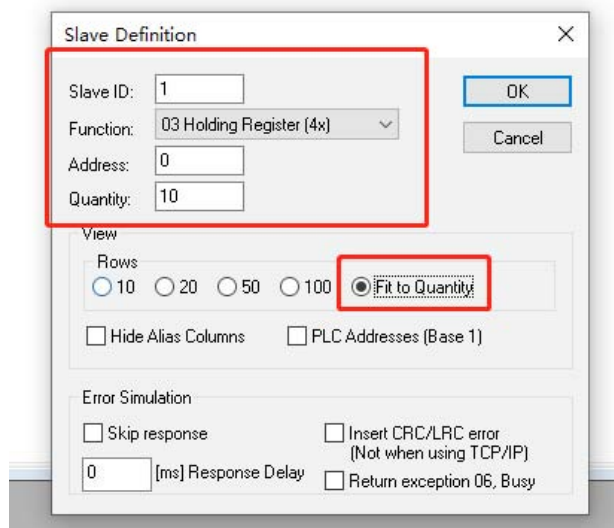 Slave Definition
Slave ID: 1
OK
Function: 03 Holding Register (4x)
Cancel
Address: 0
Quantity: 10
View
Rows
10 20 50 100 Fit to Quantity
Hide Alias Columns PLC Addresses (Base 1)
Error Simulation
Skip response Insert CRC/LRC error
(Not when using TCP/IP)
0 [ms] Response Delay Return exception 06, Busy